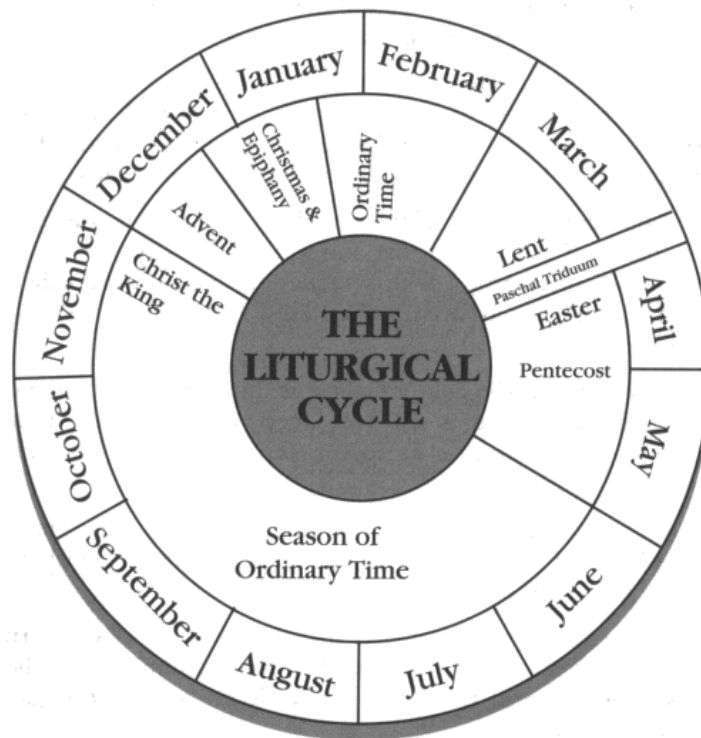 January
February
March
April
May
June
July
August
September
October
November
December
Christmas &
Epiphany
Ordinary
Time
Lent
Paschal Triduum
Easter
Pentecost
Season of
Ordinary Time
Christ the
King
Advent
THE
LITURGICAL
CYCLE